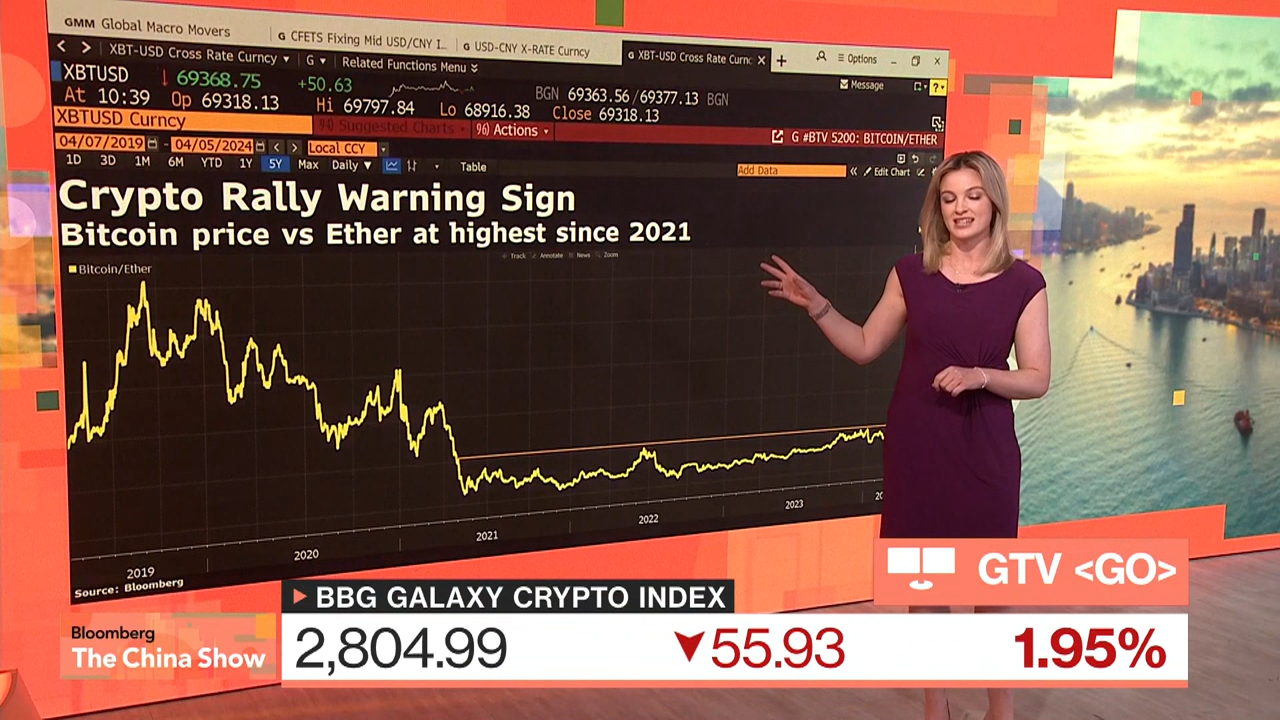 GMM Global Macro Movers
G CFETS Fixing Mid USD/CNY I...
G USD-CNY X-RATE Curncy
G XBT-USD Cross Rate Curnc
Options
XBT-USD Cross Rate Curncy
G
Related Functions Menu
Message
XBTUSD
69368.75
+50.63
BGN 69363.56/69377.13 BGN
At 10:39 Op 69318.13 Hi 69797.84 Lo 68916.38 Close 69318.13
XBTUSD Curncy
94) Suggested Charts
96) Actions
G #BTV 5200: BITCOIN/ETHER
04/07/2019 - 04/05/2024
Local CCY
1D 3D 1M 6M YTD 1Y 5Y Max Daily
Table
Add Data
Edit Chart
Crypto Rally Warning Sign
Bitcoin price vs Ether at highest since 2021
Track Annotate News Zoom
Bitcoin/Ether
2019 2020 2021 2022 2023 20
Source: Bloomberg
GTV <GO>
BBG GALAXY CRYPTO INDEX
Bloomberg
The China Show
2,804.99
55.93
1.95%